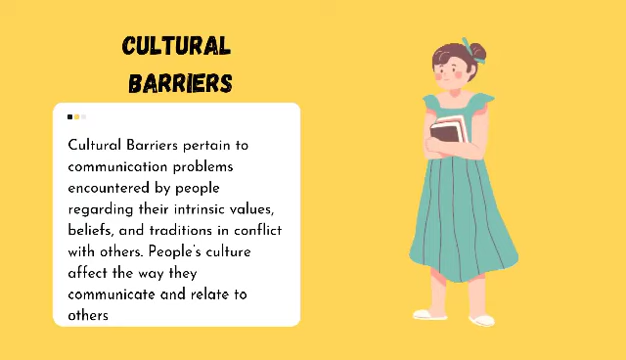 CULTURAL
BARRIERS
Cultural Barriers pertain to
communication problems
encountered by people
regarding their intrinsic values,
beliefs, and traditions in conflict
with others. People's culture
affect the way they
communicate and relate to
others